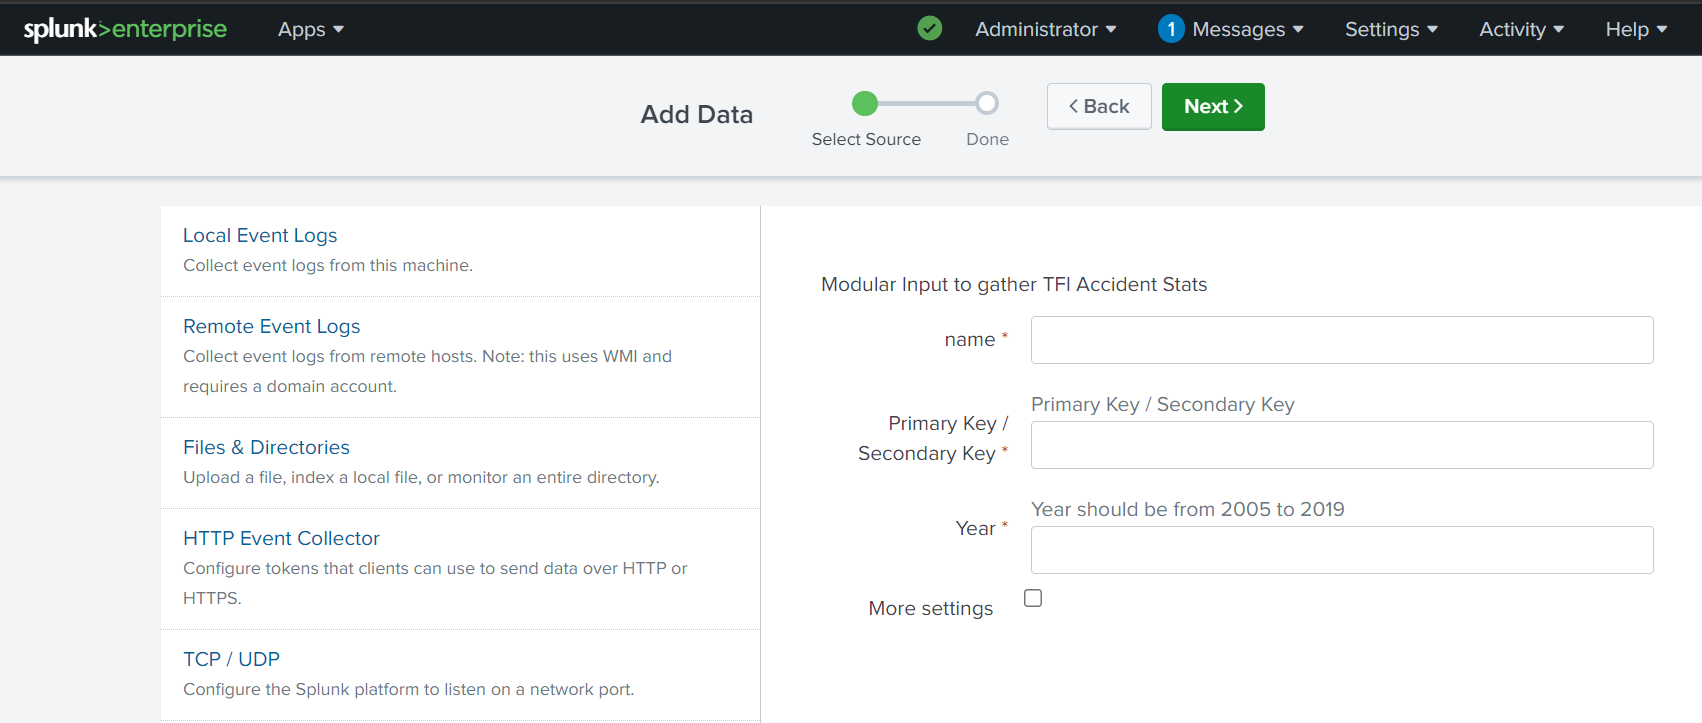 splunk>enterprise Apps Administrator 1 Messages Settings Activity Help
Add Data
Select Source
Done
< Back
Next >
Local Event Logs
Collect event logs from this machine.
Remote Event Logs
Collect event logs from remote hosts. Note: this uses WMI and
requires a domain account.
Files & Directories
Upload a file, index a local file, or monitor an entire directory.
HTTP Event Collector
Configure tokens that clients can use to send data over HTTP or
HTTPS.
TCP / UDP
Configure the Splunk platform to listen on a network port.
Modular Input to gather TFl Accident Stats
name *
Primary Key / Secondary Key
Primary Key /
Secondary Key *
Year should be from 2005 to 2019
Year *
More settings